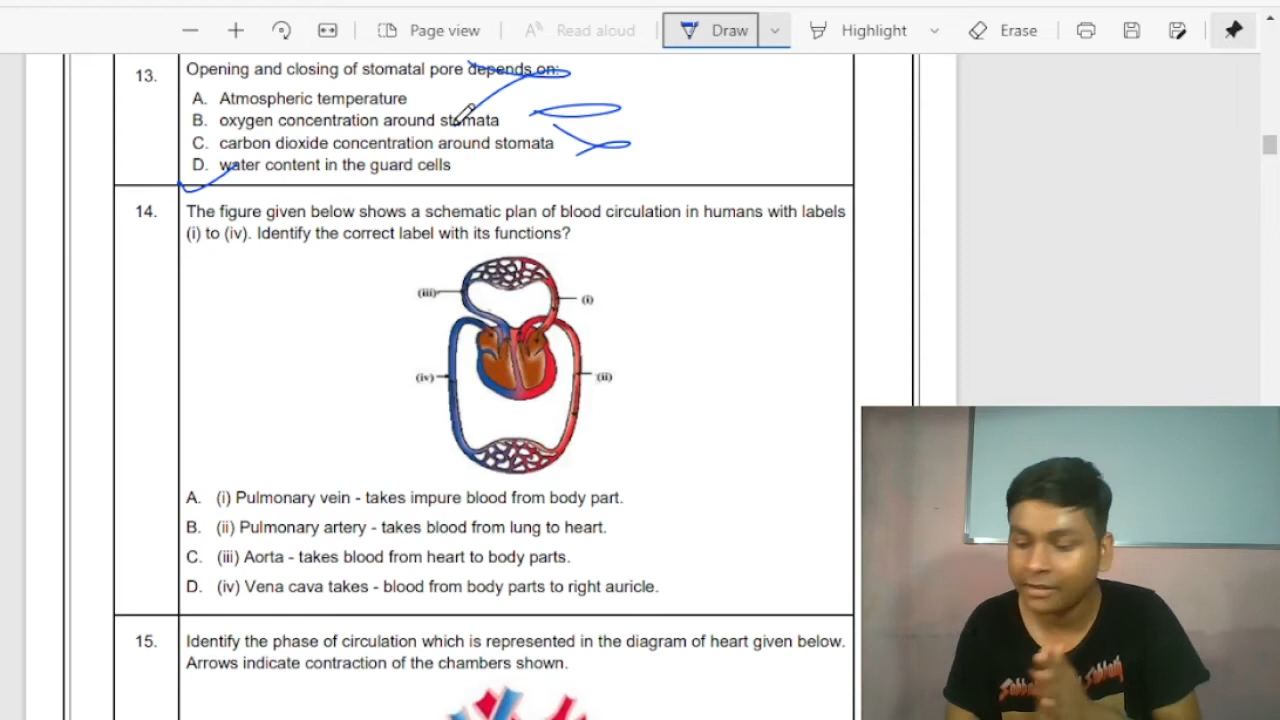 Page view
Read aloud
Draw
Highlight
Erase
13. Opening and closing of stomatal pore depends on:
A. Atmospheric temperature
B. oxygen concentration around stomata
C. carbon dioxide concentration around stomata
D. water content in the guard cells
14. The figure given below shows a schematic plan of blood circulation in humans with labels
(i) to (iv). Identify the correct label with its functions?
(iii)
(i)
(iv)
(ii)
A. (i) Pulmonary vein - takes impure blood from body part.
B. (ii) Pulmonary artery - takes blood from lung to heart.
C. (iii) Aorta - takes blood from heart to body parts.
D. (iv) Vena cava takes - blood from body parts to right auricle.
15. Identify the phase of circulation which is represented in the diagram of heart given below.
Arrows indicate contraction of the chambers shown.